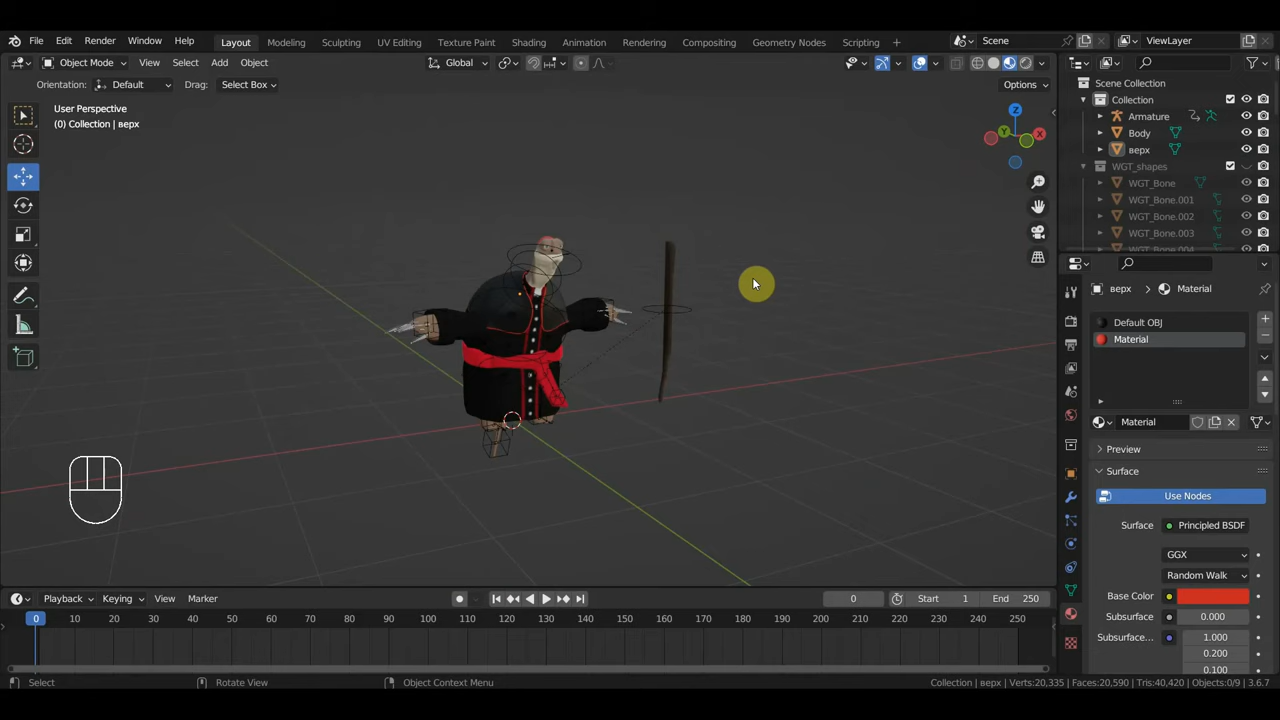 File Edit Render Window Help Layout Modeling Sculpting UV Editing Texture Paint Shading Animation Rendering Compositing Geometry Nodes Scripting Scene ViewLayer
Object Mode View Select Add Object Global
Orientation: Default Drag: Select Box Options
User Perspective
(0) Collection | верх
Z
Y
X
Scene Collection
Collection
Armature
Body
верх
WGT_shapes
WGT_Bone
WGT_Bone.001
WGT_Bone.002
WGT_Bone.003
WGT_Bone.004
верх Material
Default OBJ
Material
Material
Preview
Surface
Use Nodes
Surface Principled BSDF
GGX
Random Walk
Base Color
Subsurface 0.000
Subsurface... 1.000
0.200
0.100
Playback Keying View Marker 0 Start 1 End 250
0 10 20 30 40 50 60 70 80 90 100 110 120 130 140 150 160 170 180 190 200 210 220 230 240 250
Select Rotate View Object Context Menu Collection | верх | Verts:20,335 | Faces:20,590 | Tris:40,420 | Objects:0/9 | 3.6.7